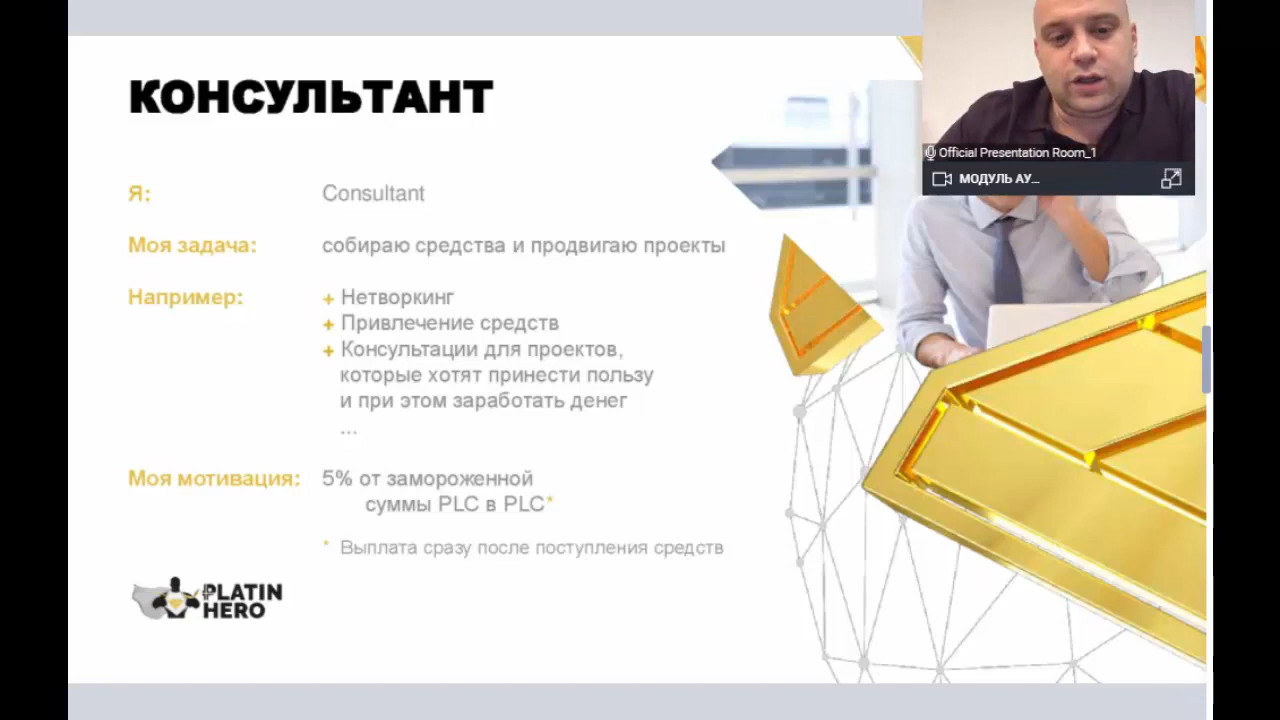 КОНСУЛЬТАНТ
Official Presentation Room_1
МОДУЛЬ АУ...
Я: Consultant
Моя задача: собираю средства и продвигаю проекты
Например: + Нетворкинг
+ Привлечение средств
+ Консультации для проектов,
которые хотят принести пользу
и при этом заработать денег
...
Моя мотивация: 5% от замороженной
суммы PLC в PLC*
* Выплата сразу после поступления средств
PLATIN
HERO